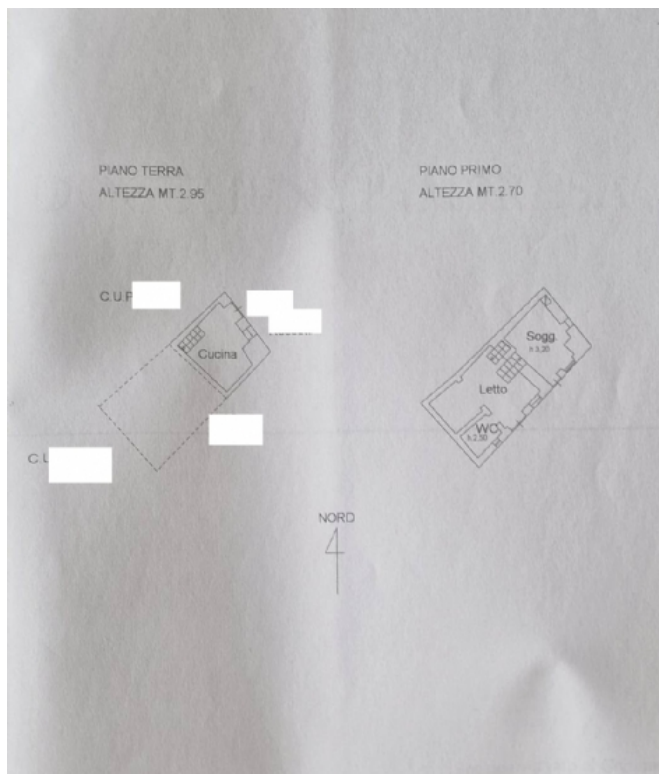 PIANO TERRA
ALTEZZA MT.2.95
PIANO PRIMO
ALTEZZA MT.2.70
C.U.
Cucina
Sogg.
h 3,20
Letto
WC
h 2,50
C.
NORD